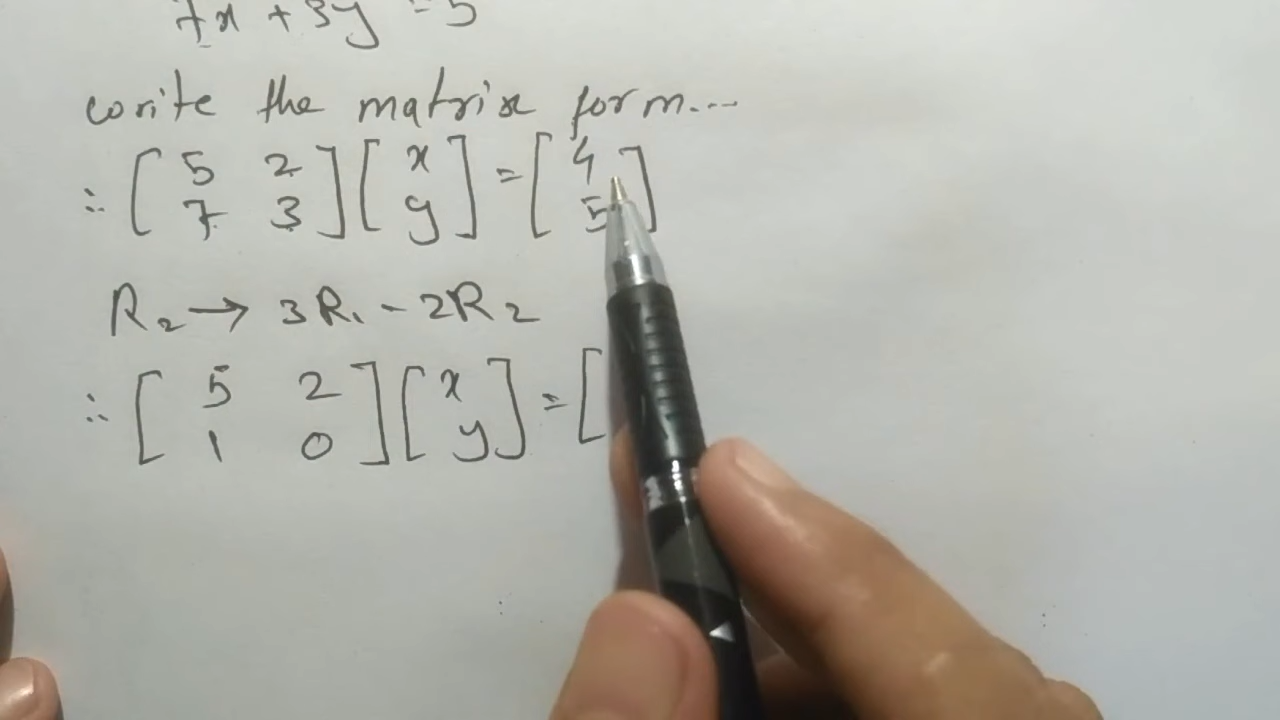 7x + 3y = 5
write the matrix form...
∴ [ 5 2 ] [ x ] = [ 4 ]
[ 7 3 ] [ y ] [ 5 ]
R₂ → 3R₁ - 2R₂
∴ [ 5 2 ] [ x ] = [
[ 1 0 ] [ y ]